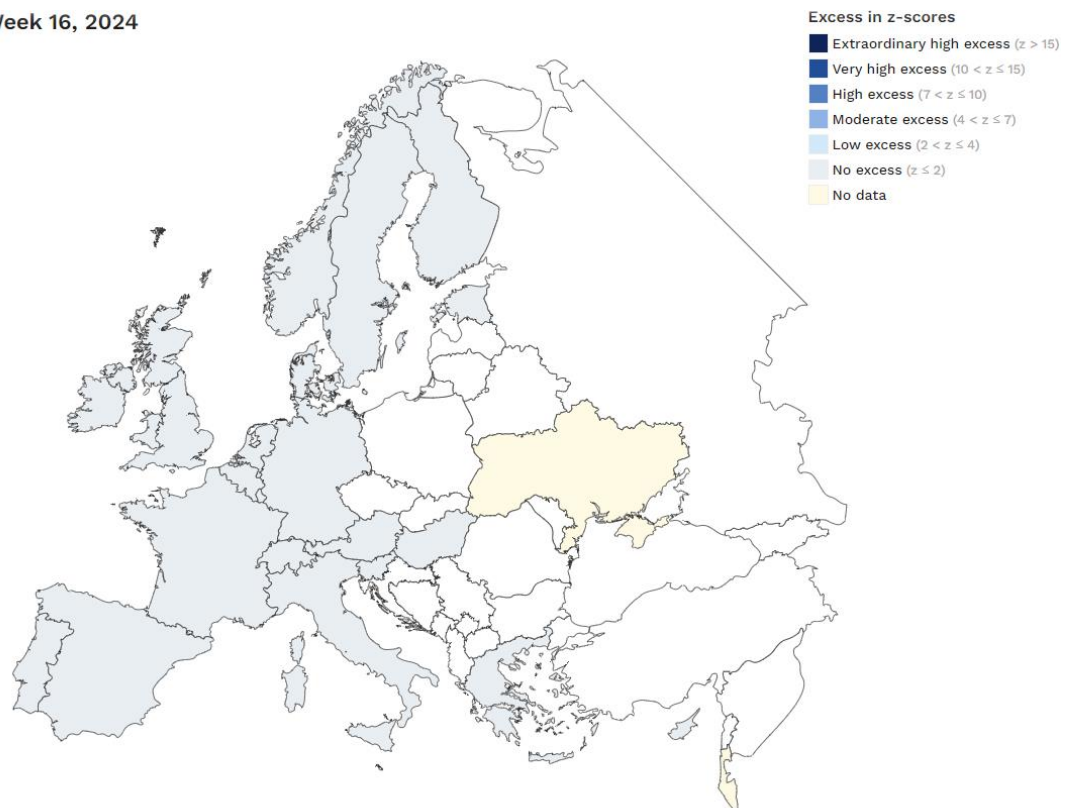 eek 16, 2024
Excess in z-scores
Extraordinary high excess (z > 15)
Very high excess (10 < z ≤ 15)
High excess (7 < z ≤ 10)
Moderate excess (4 < z ≤ 7)
Low excess (2 < z ≤ 4)
No excess (z ≤ 2)
No data